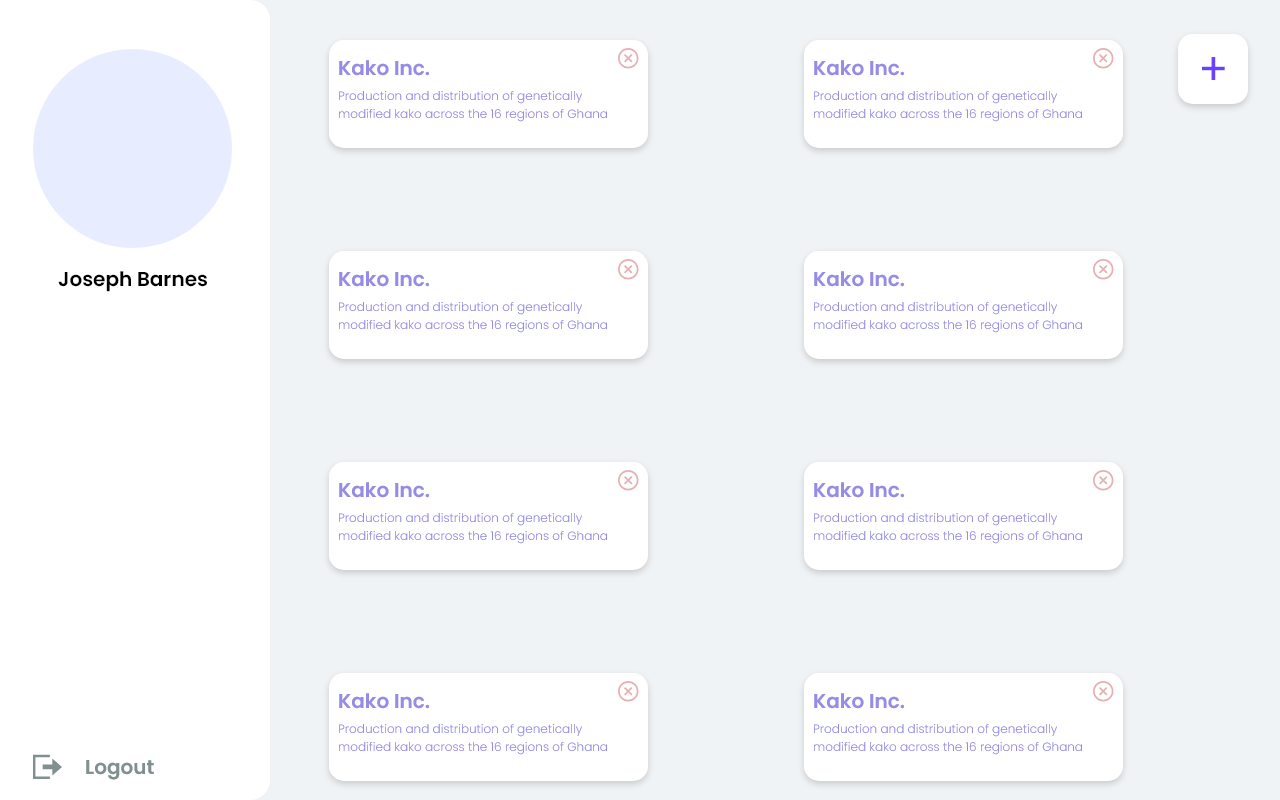 Joseph Barnes
Logout
Kako Inc.
Production and distribution of genetically
modified kako across the 16 regions of Ghana
Kako Inc.
Production and distribution of genetically
modified kako across the 16 regions of Ghana
Kako Inc.
Production and distribution of genetically
modified kako across the 16 regions of Ghana
Kako Inc.
Production and distribution of genetically
modified kako across the 16 regions of Ghana
Kako Inc.
Production and distribution of genetically
modified kako across the 16 regions of Ghana
Kako Inc.
Production and distribution of genetically
modified kako across the 16 regions of Ghana
Kako Inc.
Production and distribution of genetically
modified kako across the 16 regions of Ghana
Kako Inc.
Production and distribution of genetically
modified kako across the 16 regions of Ghana